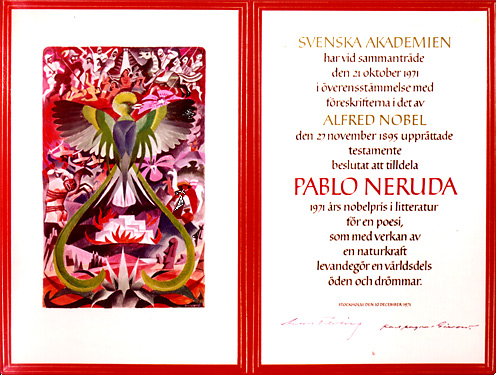 SVENSKA AKADEMIEN
har vid sammanträde
den 21 oktober 1971
i överensstämmelse med
föreskrifterna i det av
ALFRED NOBEL
den 27 november 1895 upprättade
testamente
beslutat att tilldela
PABLO NERUDA
1971 års nobelpris i litteratur
för en poesi,
som med verkan av
en naturkraft
levandegör en världsdels
öden och drömmar.
STOCKHOLM DEN 10 DECEMBER 1971